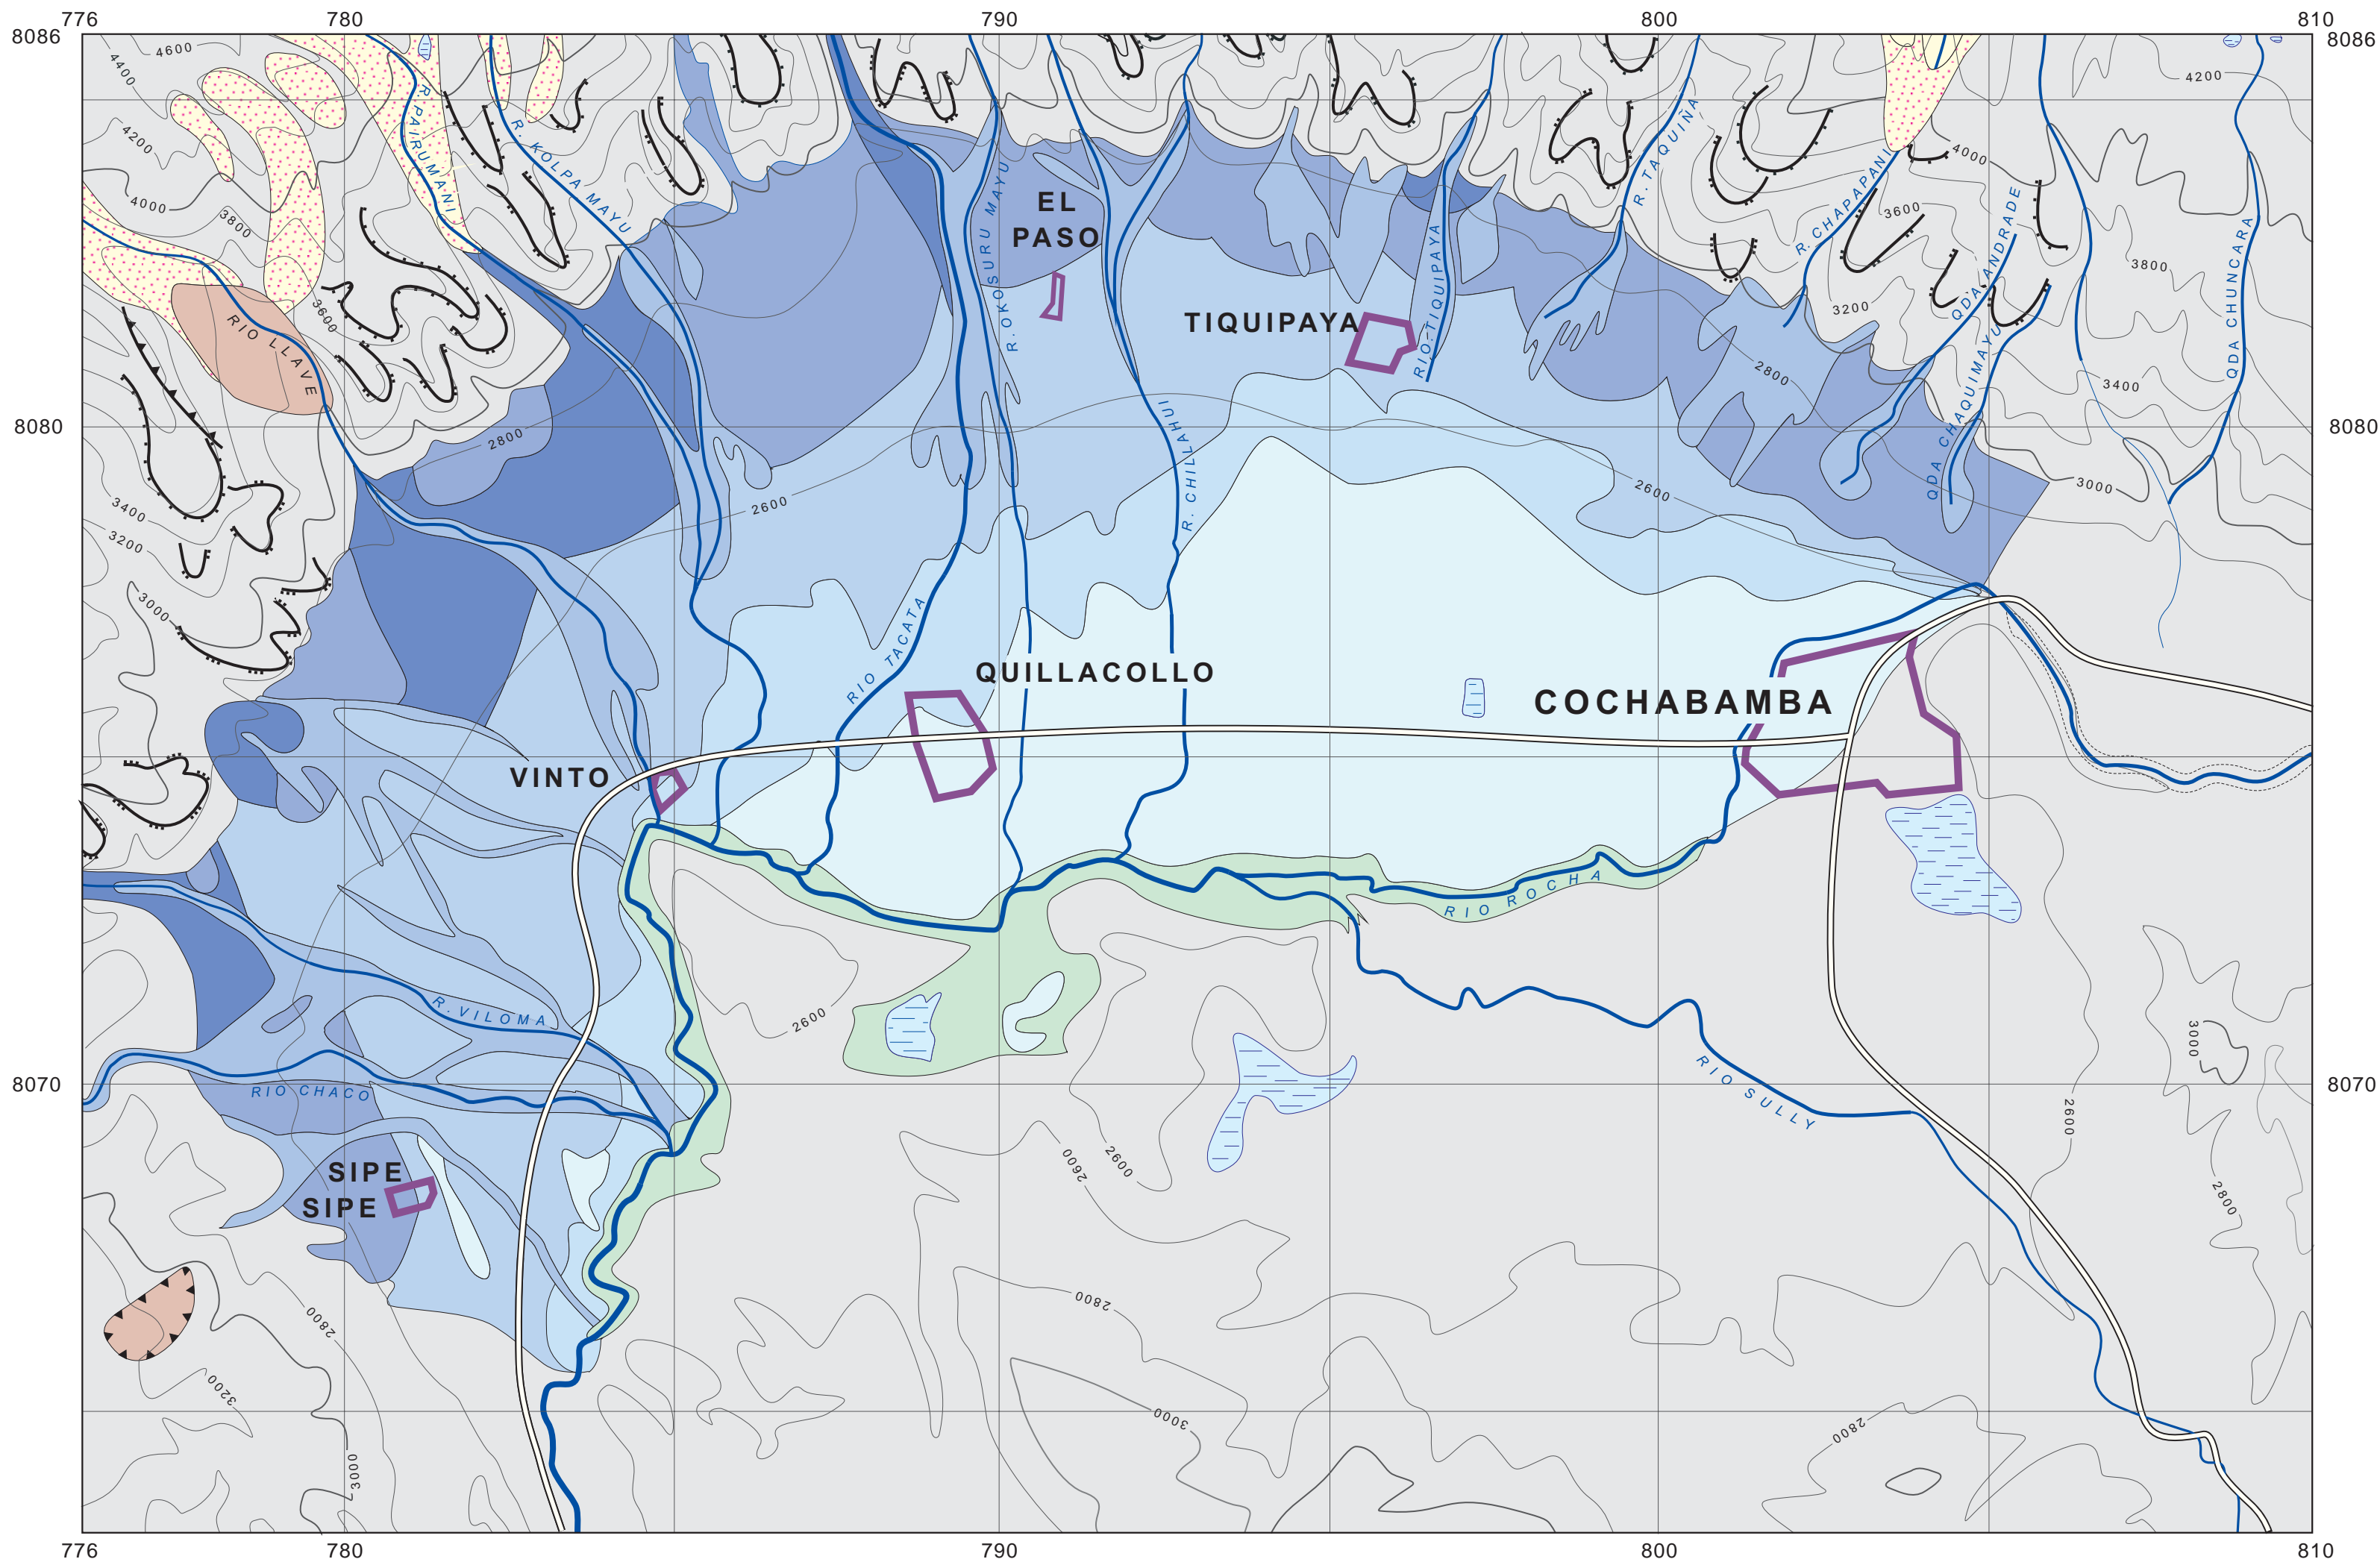 776
780
790
800
810
8086
8086
4600
4400
4200
4200
4000
3800
4000
R. PAIRUMANI
R. KOLPA MAYU
R. OKOSURU MAYU
EL
PASO
R. TAQUINA
R. CHAPAPANI
QDA ANDRADE
3600
3200
3800
QDA CHUNCARA
RIO LLAVE
3600
TIQUIPAYA
RIO TIQUIPAYA
2800
QDA CHAQUIMAYU
3400
8080
8080
2800
2600
R. CHILLAHUI
2600
3000
3400
3200
3000
RIO TACATA
QUILLACOLLO
COCHABAMBA
VINTO
RIO ROCHA
R. VILOMA
2600
3000
8070
8070
RIO CHACO
RIO SULLY
2600
2600
2600
2800
SIPE
SIPE
2800
2800
3200
3000
3000
2800
776
780
790
800
810